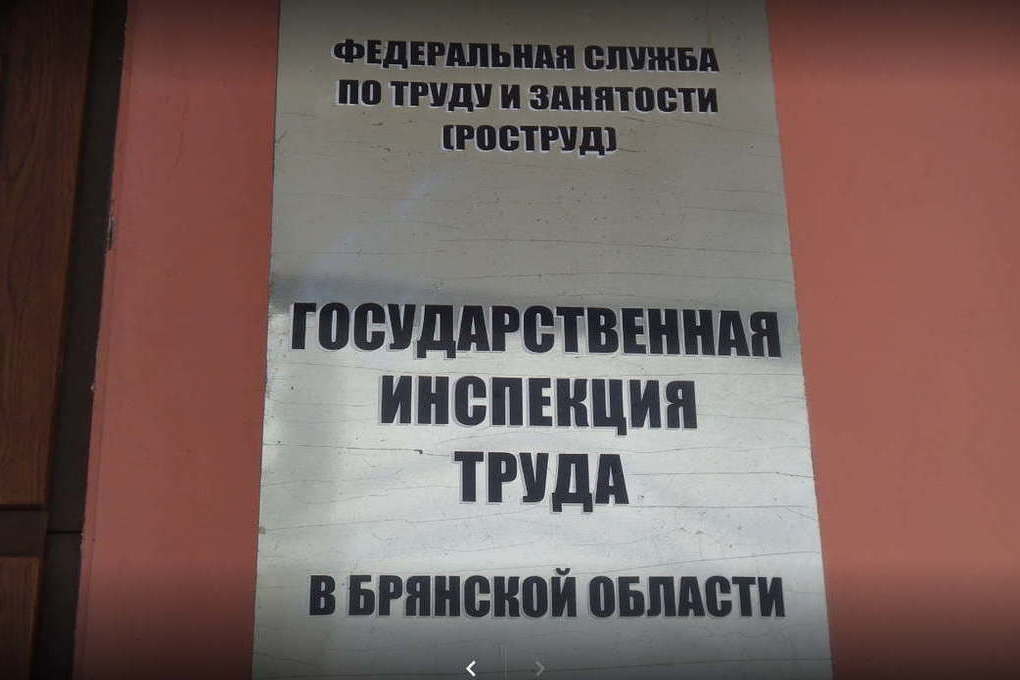 ФЕДЕРАЛЬНАЯ СЛУЖБА
ПО ТРУДУ И ЗАНЯТОСТИ
(РОСТРУД)
ГОСУДАРСТВЕННАЯ
ИНСПЕКЦИЯ
ТРУДА
В БРЯНСКОЙ ОБЛАСТИ